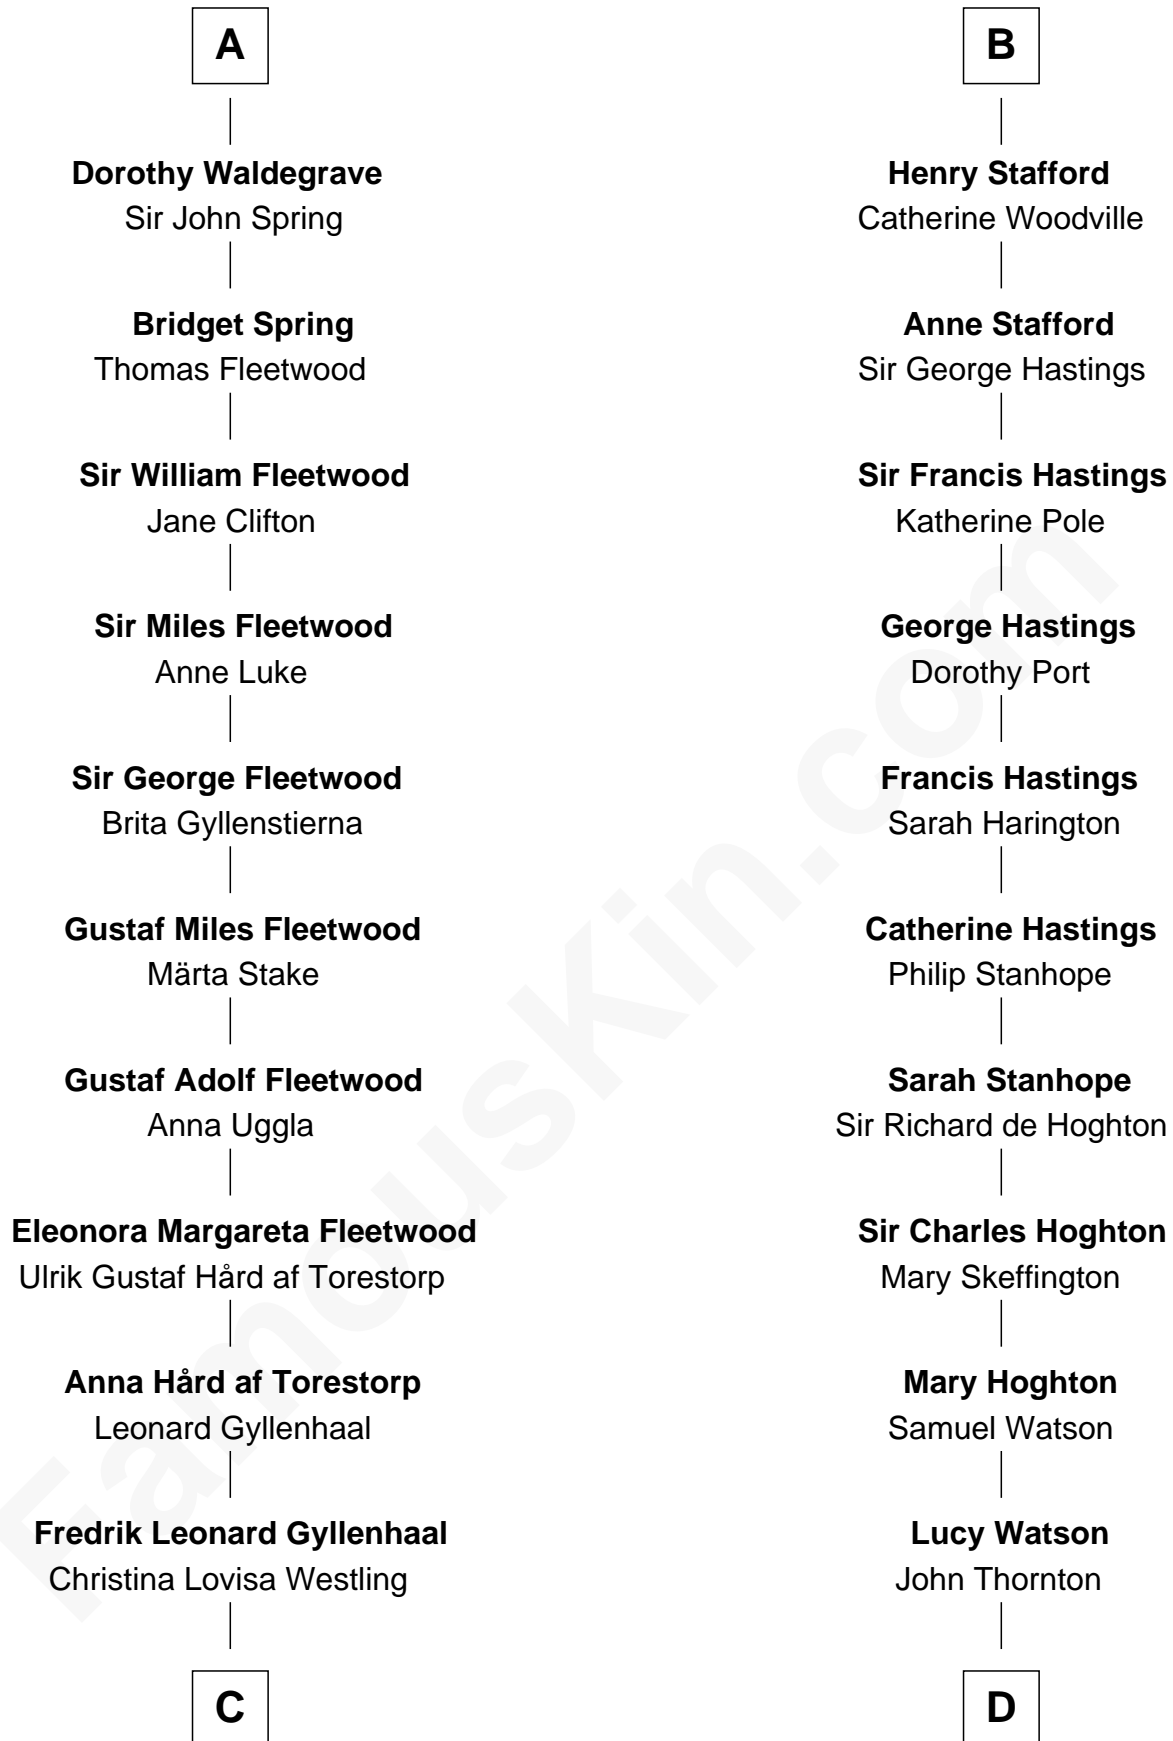 A
Dorothy Waldegrave
Sir John Spring
Bridget Spring
Thomas Fleetwood
Sir William Fleetwood
Jane Clifton
Sir Miles Fleetwood
Anne Luke
Sir George Fleetwood
Brita Gyllenstierna
Gustaf Miles Fleetwood
Märta Stake
Gustaf Adolf Fleetwood
Anna Uggla
Eleonora Margareta Fleetwood
Ulrik Gustaf Hård af Torestorp
Anna Hård af Torestorp
Leonard Gyllenhaal
Fredrik Leonard Gyllenhaal
Christina Lovisa Westling
C
B
Henry Stafford
Catherine Woodville
Anne Stafford
Sir George Hastings
Sir Francis Hastings
Katherine Pole
George Hastings
Dorothy Port
Francis Hastings
Sarah Harington
Catherine Hastings
Philip Stanhope
Sarah Stanhope
Sir Richard de Hoghton
Sir Charles Hoghton
Mary Skeffington
Mary Hoghton
Samuel Watson
Lucy Watson
John Thornton
D
FamousKin.com